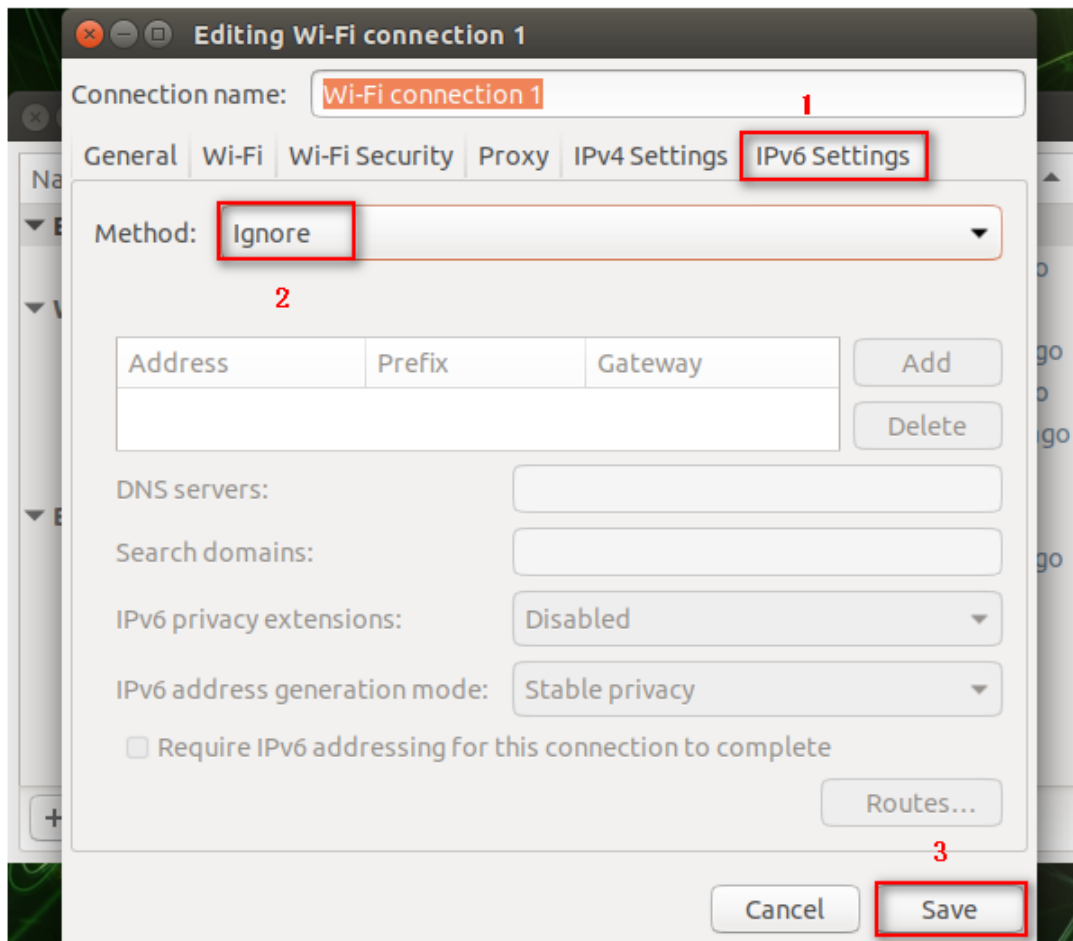 Editing Wi-Fi connection 1
Connection name: Wi-Fi connection 1
1
General Wi-Fi Wi-Fi Security Proxy IPv4 Settings IPv6 Settings
Method: Ignore
2
Address Prefix Gateway Add
Delete
DNS servers:
Search domains:
IPv6 privacy extensions: Disabled
IPv6 address generation mode: Stable privacy
Require IPv6 addressing for this connection to complete
Routes...
3
Cancel Save